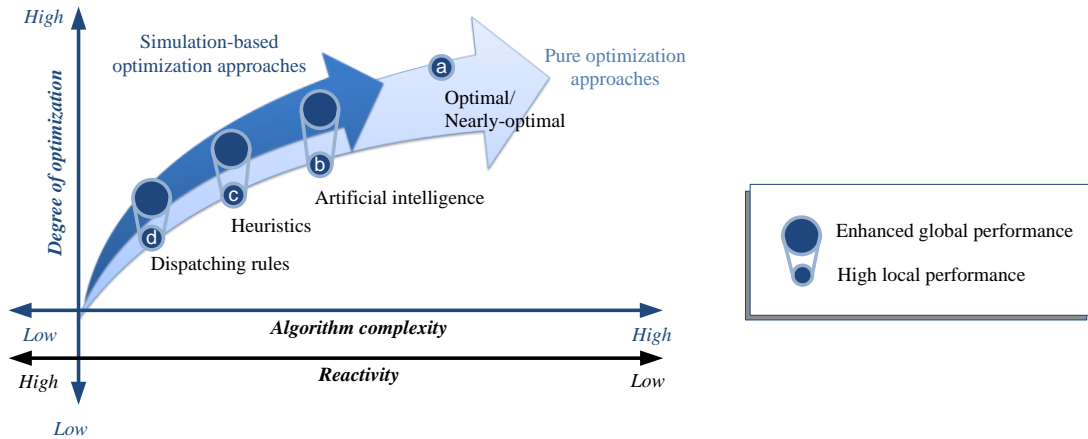 High
Simulation-based
optimization approaches
Pure optimization
approaches
Degree of optimization
a
Optimal/
Nearly-optimal
b
Artificial intelligence
c
Heuristics
d
Dispatching rules
Enhanced global performance
High local performance
Low
Algorithm complexity
High
High
Reactivity
Low
Low